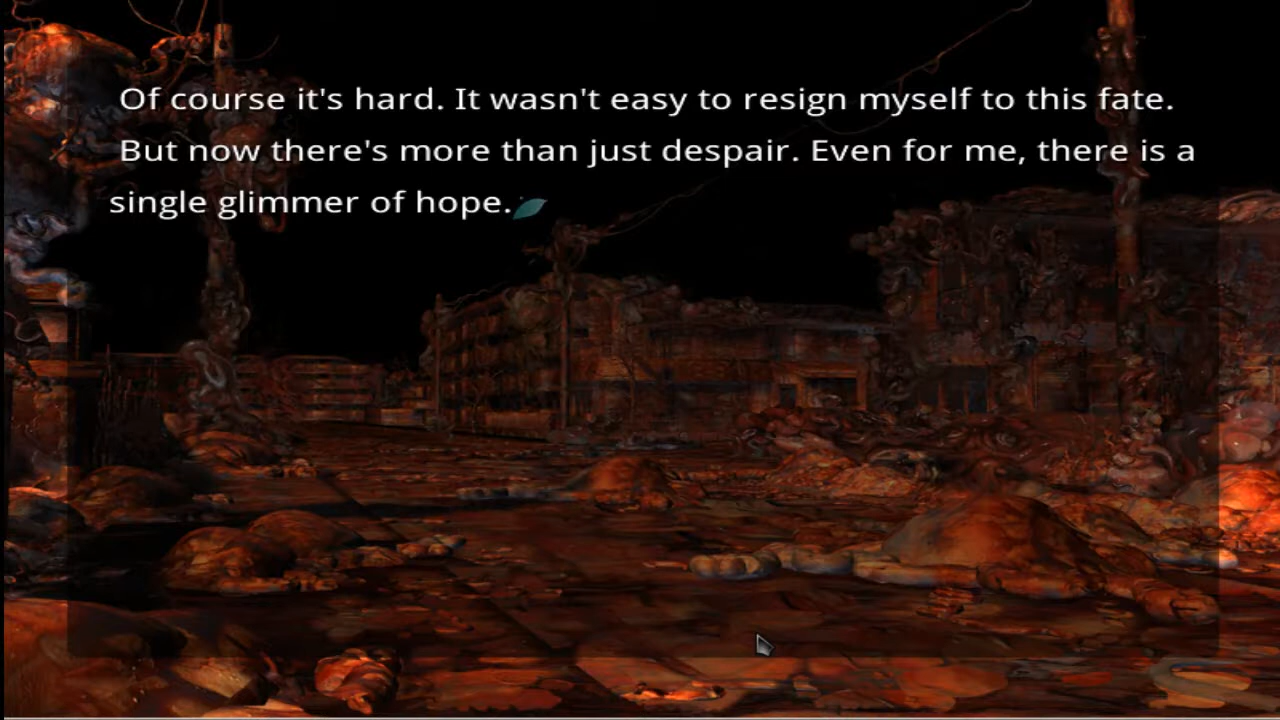 Of course it's hard. It wasn't easy to resign myself to this fate.
But now there's more than just despair. Even for me, there is a
single glimmer of hope.